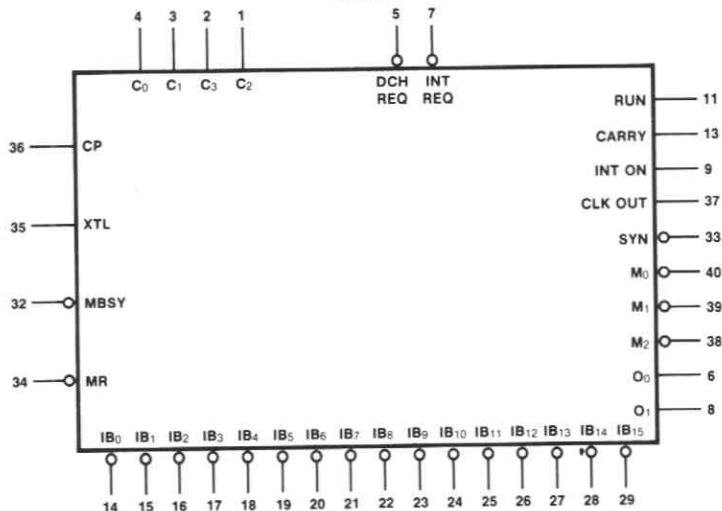 4 3 2 1 5 7
C0 C1 C3 C2 DCH REQ INT REQ
RUN 11
CARRY 13
36 CP
INT ON 9
CLK OUT 37
35 XTL
SYN 33
M0 40
32 MBSY
M1 39
M2 38
34 MR
O0 6
O1 8
IB0 IB1 IB2 IB3 IB4 IB5 IB6 IB7 IB8 IB9 IB10 IB11 IB12 IB13 IB14 IB15
14 15 16 17 18 19 20 21 22 23 24 25 26 27 28 29